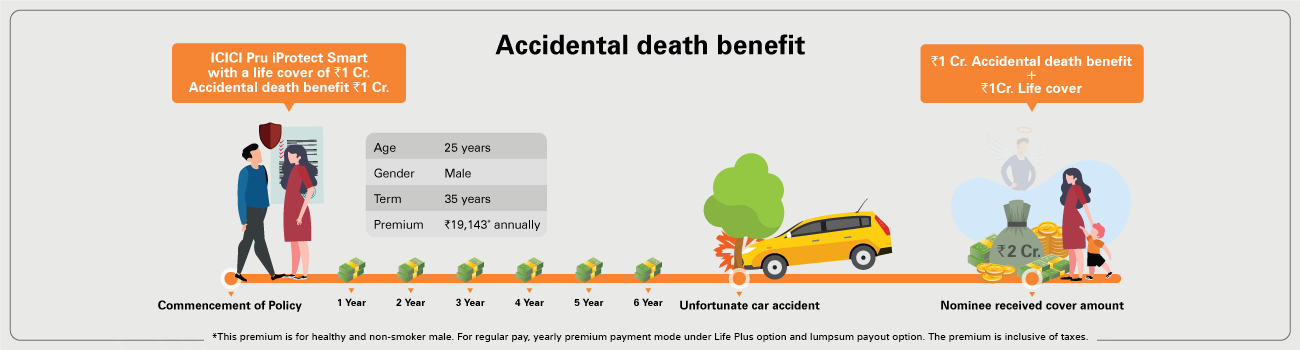 Accidental death benefit
ICICI Pru iProtect Smart
with a life cover of ₹1 Cr.
Accidental death benefit ₹1 Cr.
Age 25 years
Gender Male
Term 35 years
Premium ₹19,143* annually
₹1 Cr. Accidental death benefit
+
₹1Cr. Life cover
₹2 Cr.
Commencement of Policy
1 Year
2 Year
3 Year
4 Year
5 Year
6 Year
Unfortunate car accident
Nominee received cover amount
*This premium is for healthy and non-smoker male. For regular pay, yearly premium payment mode under Life Plus option and lumpsum payout option. The premium is inclusive of taxes.